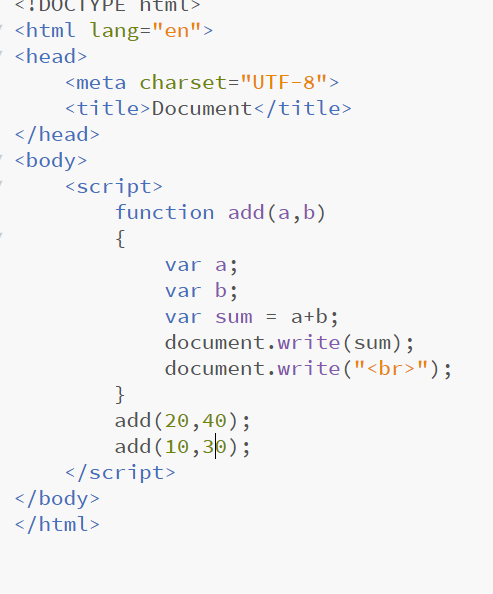 <!DOCTYPE html>
<html lang="en">
<head>
    <meta charset="UTF-8">
    <title>Document</title>
</head>
<body>
    <script>
        function add(a,b)
        {
            var a;
            var b;
            var sum = a+b;
            document.write(sum);
            document.write("<br>");
        }
        add(20,40);
        add(10,30);
    </script>
</body>
</html>